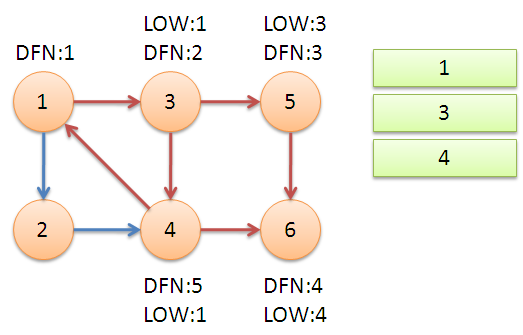 LOW:1 LOW:3
DFN:1 DFN:2 DFN:3
1 3 5
2 4 6
DFN:5 DFN:4
LOW:1 LOW:4
1
3
4